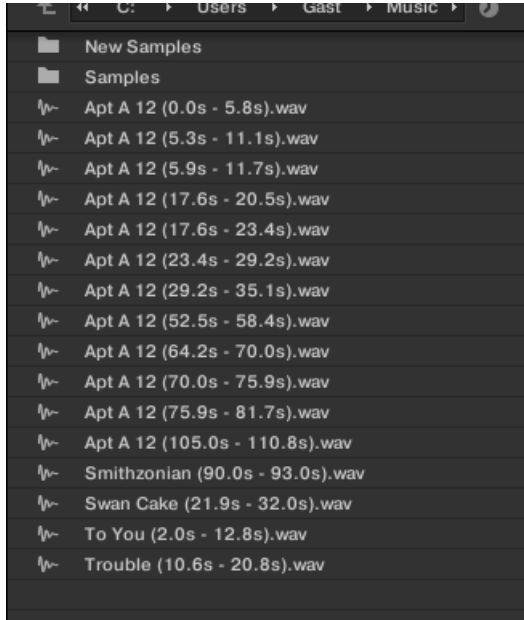 C: Users Gast Music
New Samples
Samples
Apt A 12 (0.0s - 5.8s).wav
Apt A 12 (5.3s - 11.1s).wav
Apt A 12 (5.9s - 11.7s).wav
Apt A 12 (17.6s - 20.5s).wav
Apt A 12 (17.6s - 23.4s).wav
Apt A 12 (23.4s - 29.2s).wav
Apt A 12 (29.2s - 35.1s).wav
Apt A 12 (52.5s - 58.4s).wav
Apt A 12 (64.2s - 70.0s).wav
Apt A 12 (70.0s - 75.9s).wav
Apt A 12 (75.9s - 81.7s).wav
Apt A 12 (105.0s - 110.8s).wav
Smithzonian (90.0s - 93.0s).wav
Swan Cake (21.9s - 32.0s).wav
To You (2.0s - 12.8s).wav
Trouble (10.6s - 20.8s).wav